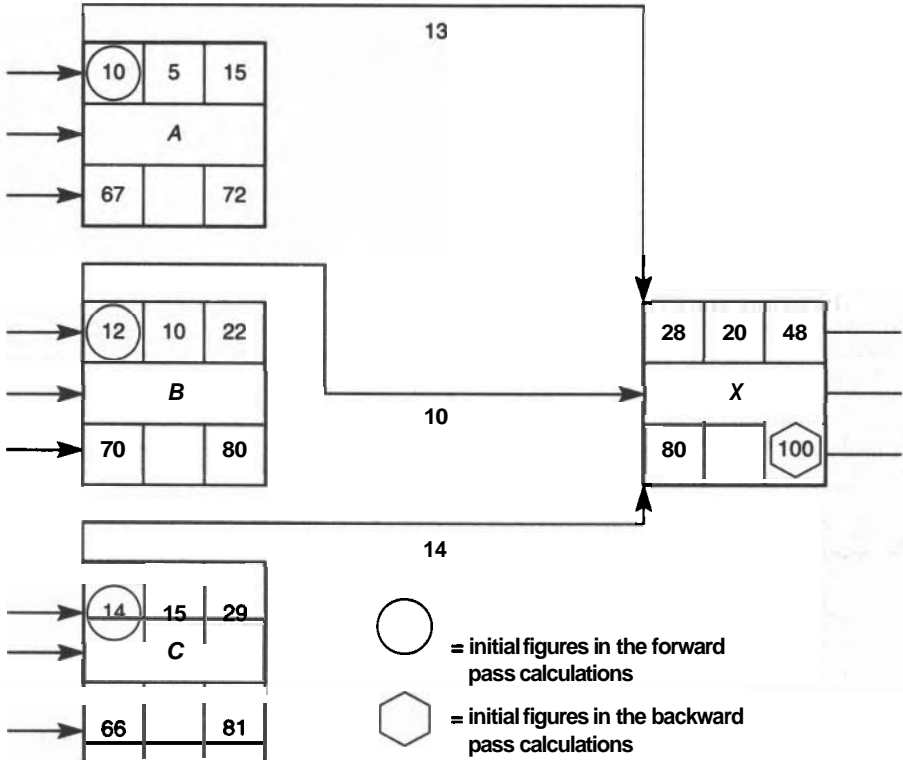 13
10 5 15
A
67 72
12 10 22
B
70 80
10
28 20 48
X
80 100
14
14 15 29
C
66 81
= initial figures in the forward
pass calculations
= initial figures in the backward
pass calculations